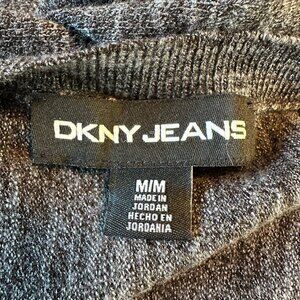 DKNY JEANS
M/M
MADE IN
JORDAN
HECHO EN
JORDANIA